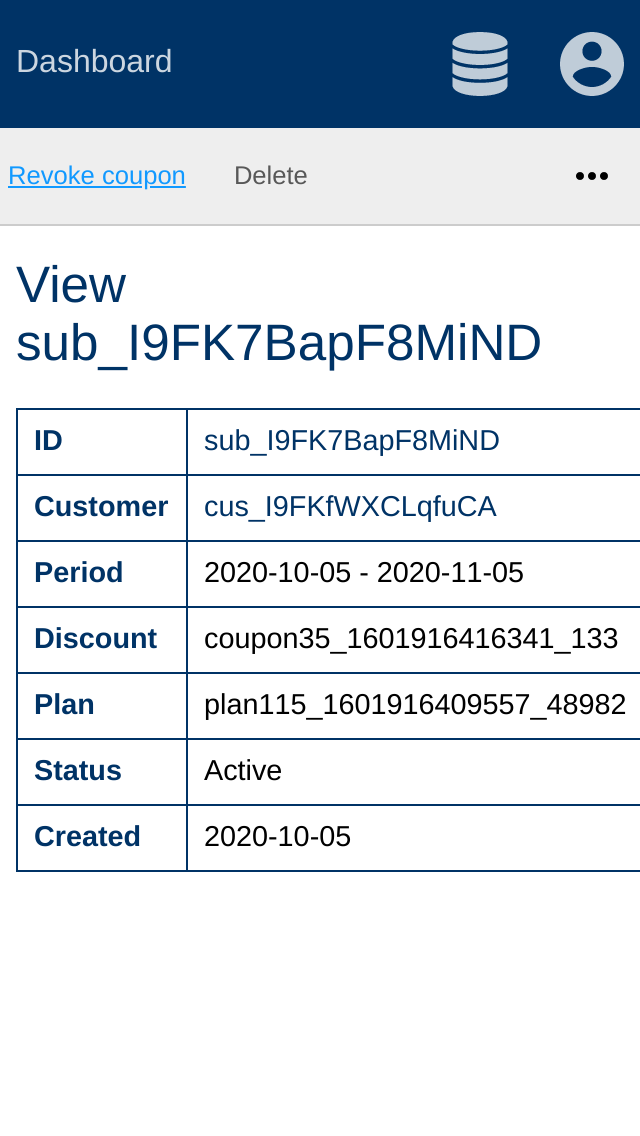 Dashboard
Revoke coupon Delete
View
sub_I9FK7BapF8MiND
ID sub_I9FK7BapF8MiND
Customer cus_I9FKfWXCLqfuCA
Period 2020-10-05 - 2020-11-05
Discount coupon35_1601916416341_133
Plan plan115_1601916409557_48982
Status Active
Created 2020-10-05